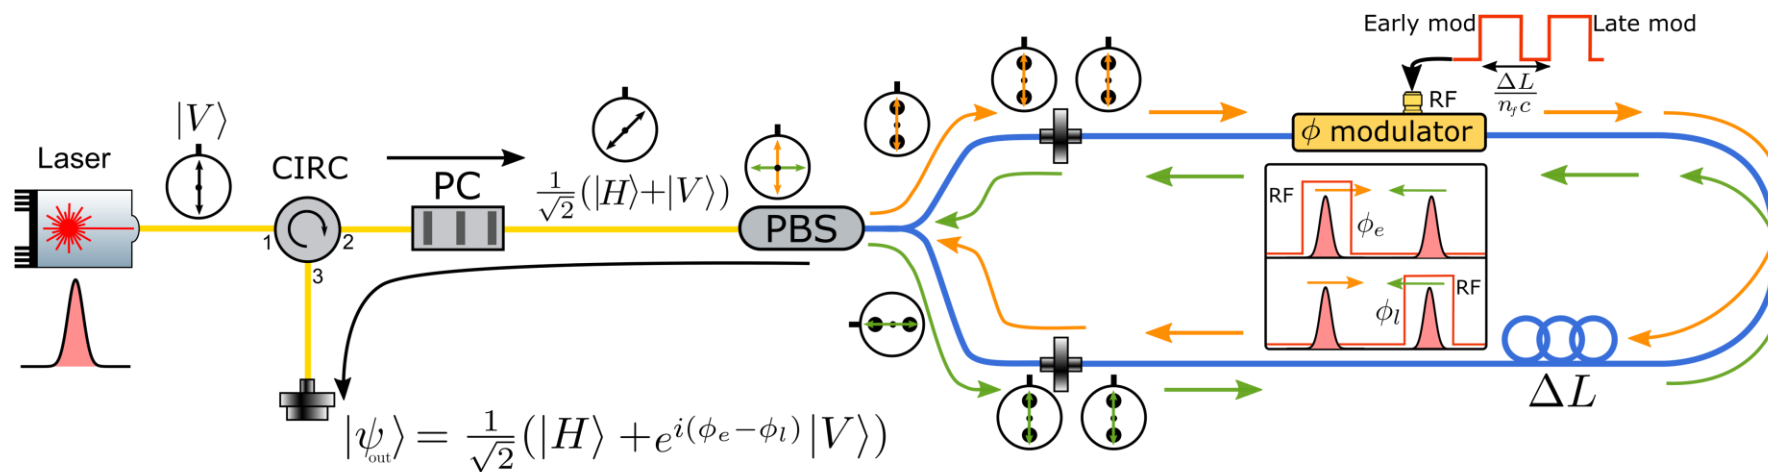 Early mod
Late mod
ΔL / n_f c
|V⟩
Laser
CIRC
PC
1/√2 (|H⟩+|V⟩)
PBS
RF
ϕ modulator
1
2
3
RF
ϕ_e
ϕ_l
RF
ΔL
|ψ_out⟩ = 1/√2 (|H⟩ + e^{i(ϕ_e−ϕ_l)} |V⟩)